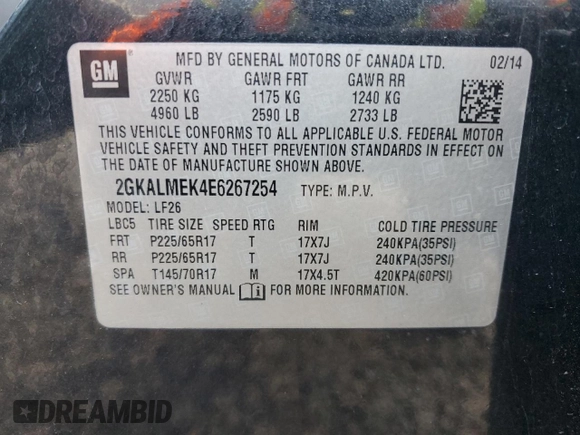 GM
MFD BY GENERAL MOTORS OF CANADA LTD. 02/14
GVWR GAWR FRT GAWR RR
2250 KG 1175 KG 1240 KG
4960 LB 2590 LB 2733 LB
THIS VEHICLE CONFORMS TO ALL APPLICABLE U.S. FEDERAL MOTOR
VEHICLE SAFETY AND THEFT PREVENTION STANDARDS IN EFFECT ON
THE DATE OF MANUFACTURE SHOWN ABOVE.
2GKALMEK4E6267254 TYPE: M.P.V.
MODEL: LF26
LBC5 TIRE SIZE SPEED RTG RIM COLD TIRE PRESSURE
FRT P225/65R17 T 17X7J 240KPA(35PSI)
RR P225/65R17 T 17X7J 240KPA(35PSI)
SPA T145/70R17 M 17X4.5T 420KPA(60PSI)
SEE OWNER'S MANUAL FOR MORE INFORMATION.
DREAMBID